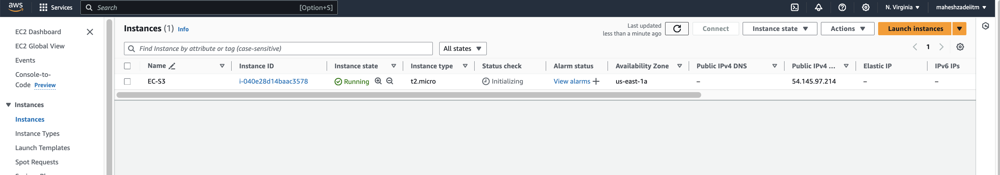 aws
Services
Search
[Option+S]
N. Virginia
maheshzadeiitm
EC2 Dashboard
EC2 Global View
Events
Console-to-
Code Preview
Instances
Instances
Instance Types
Launch Templates
Spot Requests
Instances (1) Info
Last updated
less than a minute ago
Connect
Instance state
Actions
Launch instances
Find Instance by attribute or tag (case-sensitive)
All states
1
Name Instance ID Instance state Instance type Status check Alarm status Availability Zone Public IPv4 DNS Public IPv4 ... Elastic IP IPv6 IPs
EC-S3 i-040e28d14baac3578 Running t2.micro Initializing View alarms + us-east-1a – 54.145.97.214 – –